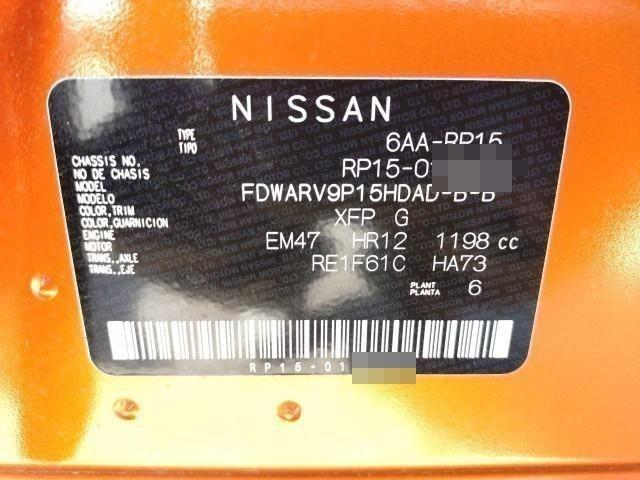 NISSAN
TYPE 6AA-RP15
TIPO
CHASSIS NO. RP15-01
NO DE CHASIS
MODEL FDWARV9P15HDAD-B-B
MODELO
COLOR,TRIM XFP G
COLOR,GUARNICION
ENGINE EM47 HR12 1198 cc
MOTOR
TRANS.,AXLE RE1F61C HA73
TRANS.,EJE
PLANT 6
PLANTA
RP15-01